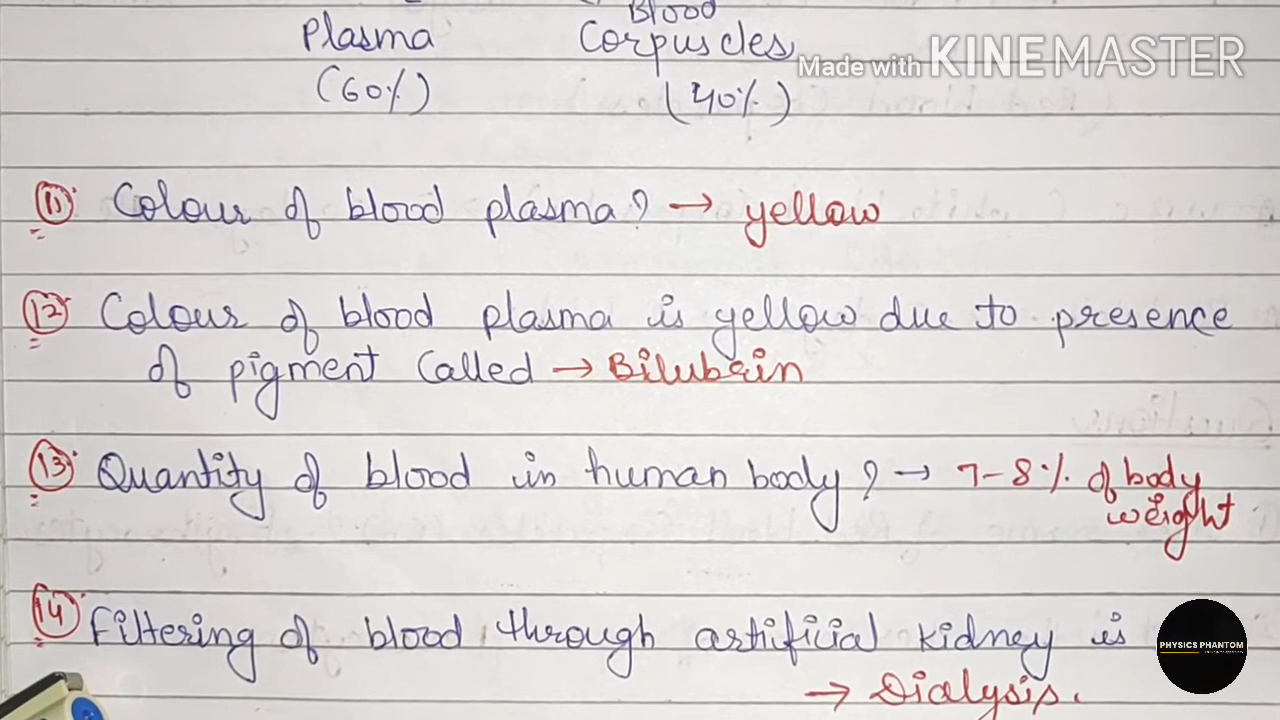 Blood
Plasma Corpuscles
Made with KINEMASTER
(60%) (40%)
11 Colour of blood plasma? → yellow
12 Colour of blood plasma is yellow due to presence
of pigment Called → Bilubrin
13 Quantity of blood in human body? → 7-8% of body
weight
14 Filtering of blood through artificial kidney is
PHYSICS PHANTOM
→ Dialysis.